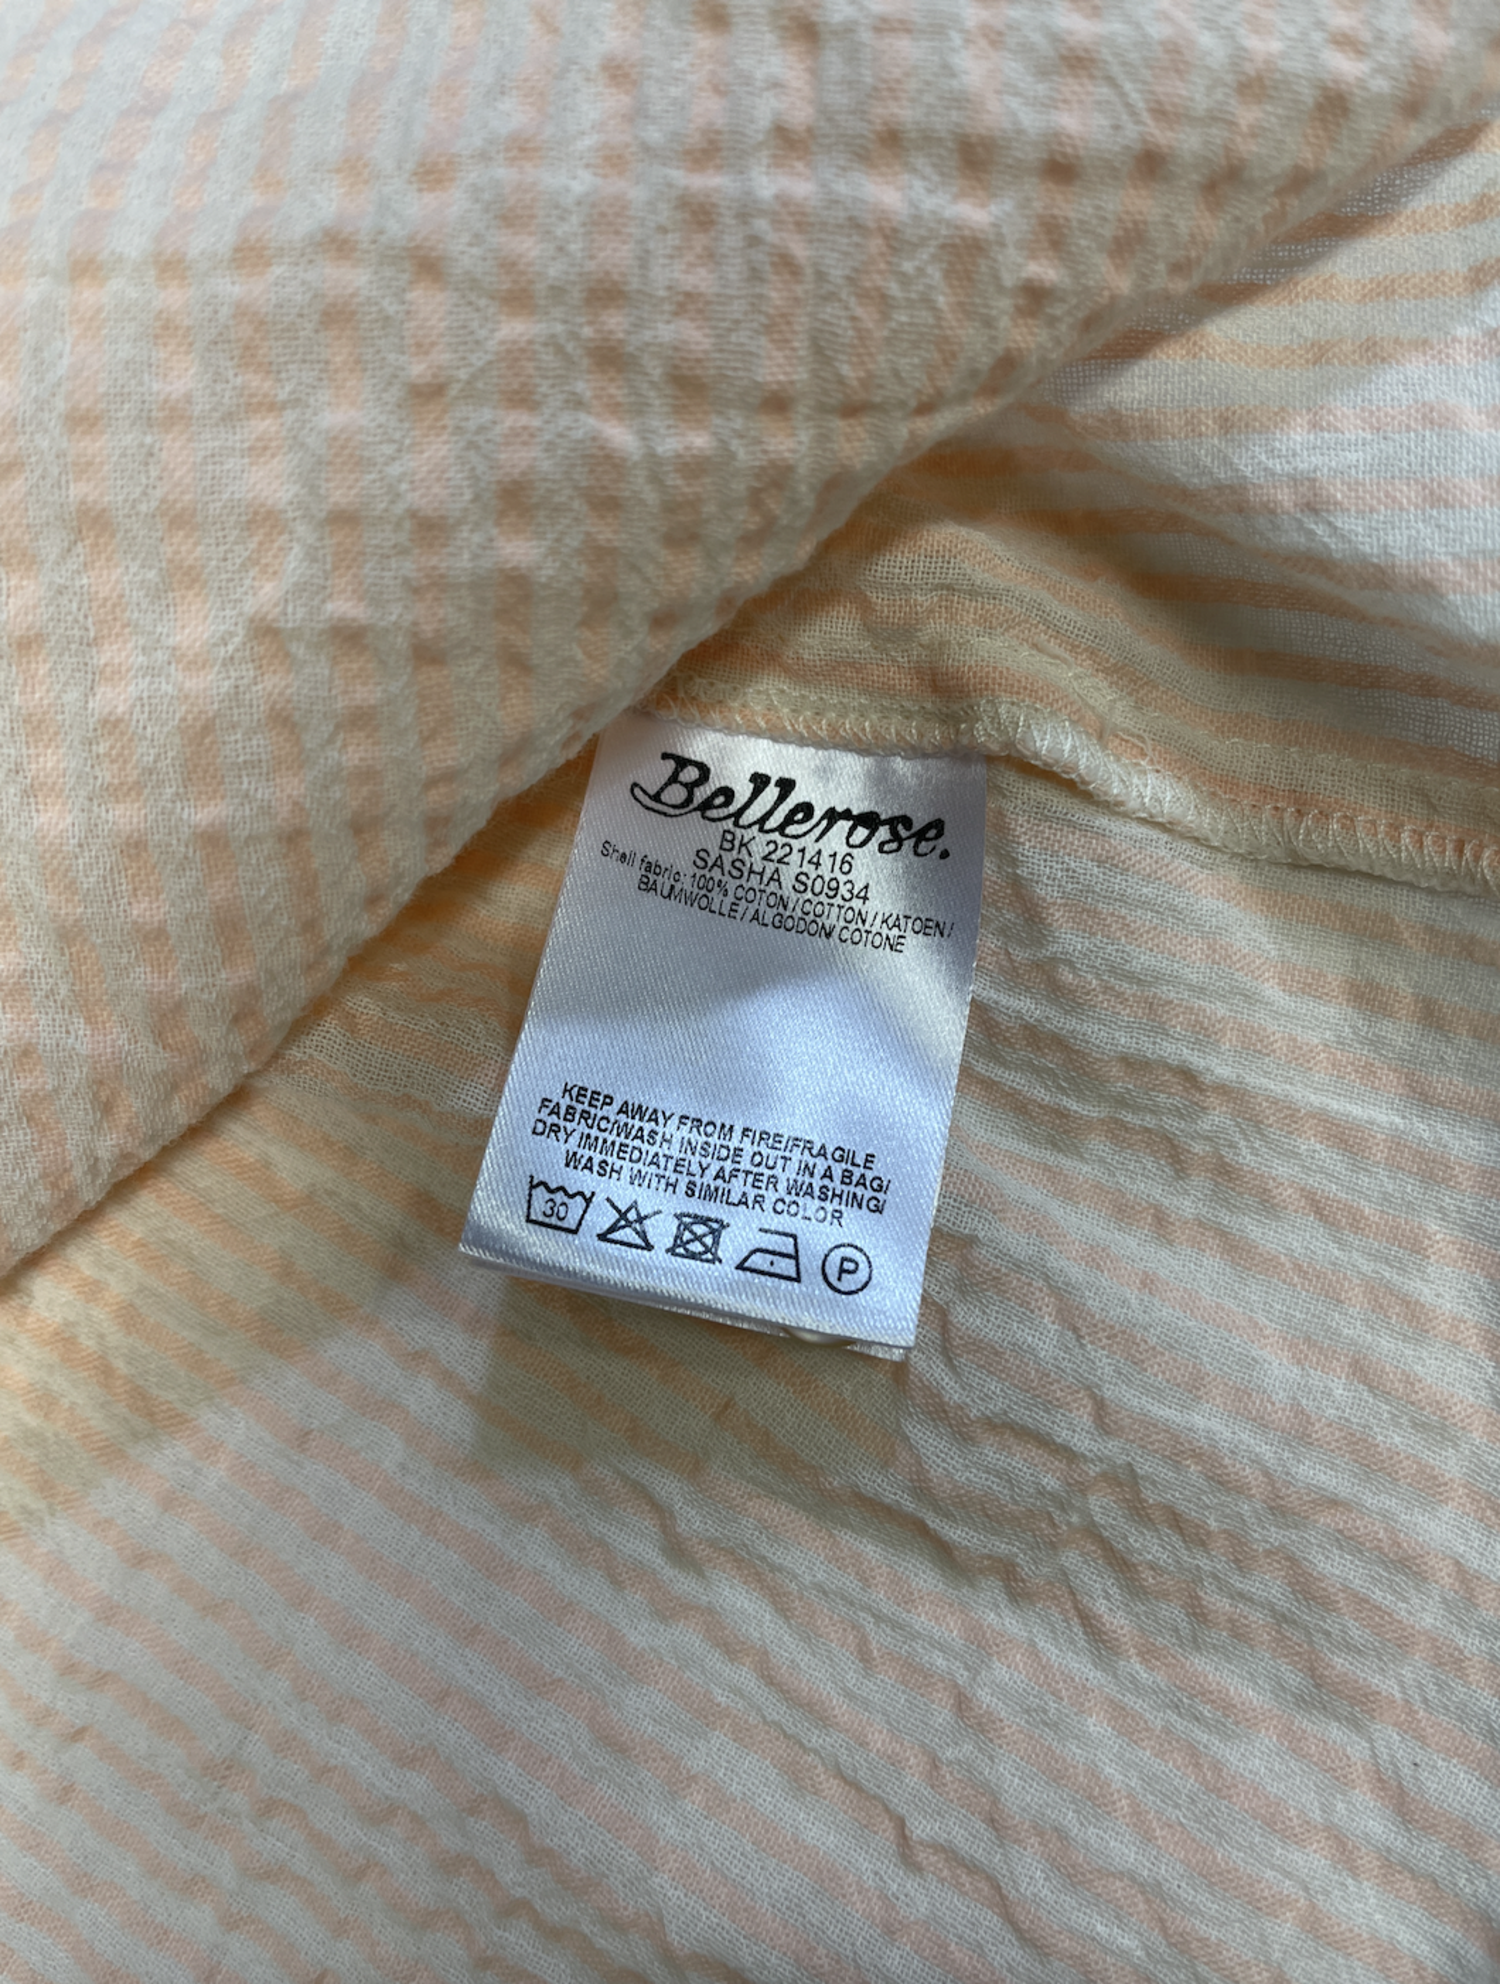 Bellerose.
BK 221416
SASHA S0934
Shell fabric: 100% COTON / COTTON / KATOEN /
BAUMWOLLE / ALGODON/ COTONE
KEEP AWAY FROM FIRE/FRAGILE
FABRIC/WASH INSIDE OUT IN A BAG/
DRY IMMEDIATELY AFTER WASHING/
WASH WITH SIMILAR COLOR
30
P